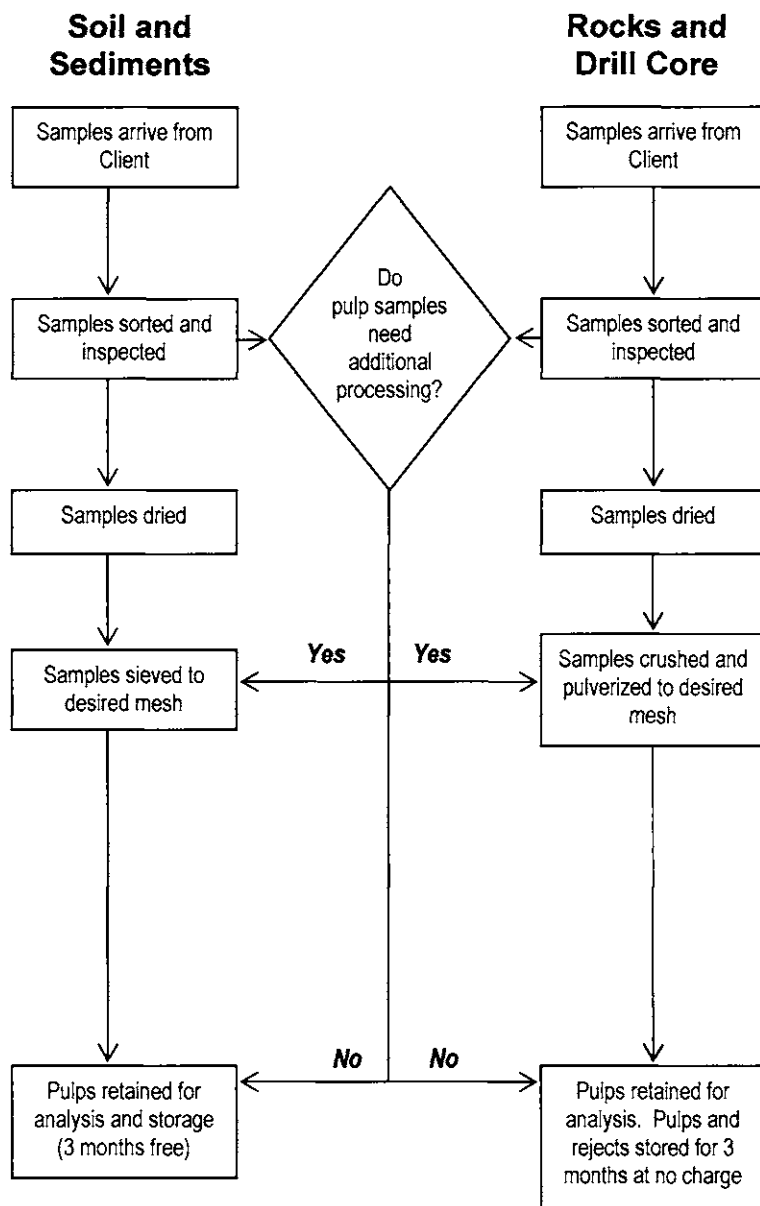 Soil and
Sediments
Samples arrive from
Client
Samples sorted and
inspected
Samples dried
Samples sieved to
desired mesh
Pulps retained for
analysis and storage
(3 months free)
Do
pulp samples
need
additional
processing?
Yes
Yes
No
No
Rocks and
Drill Core
Samples arrive from
Client
Samples sorted and
inspected
Samples dried
Samples crushed and
pulverized to desired
mesh
Pulps retained for
analysis. Pulps and
rejects stored for 3
months at no charge